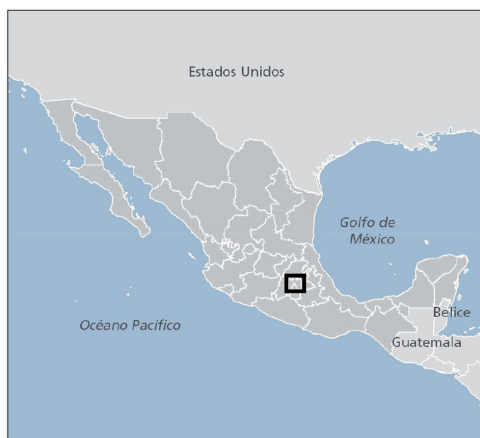 Estados Unidos
Golfo de
México
Océano Pacífico
Belice
Guatemala